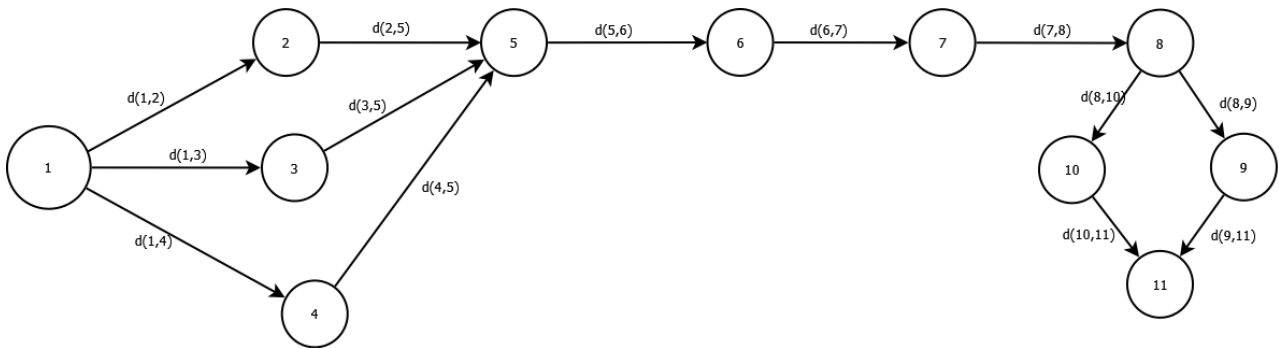 2
d(2,5)
5
d(5,6)
6
d(6,7)
7
d(7,8)
8
d(1,2)
d(3,5)
d(8,10)
d(8,9)
1
d(1,3)
3
d(4,5)
10
9
d(1,4)
d(10,11)
d(9,11)
4
11